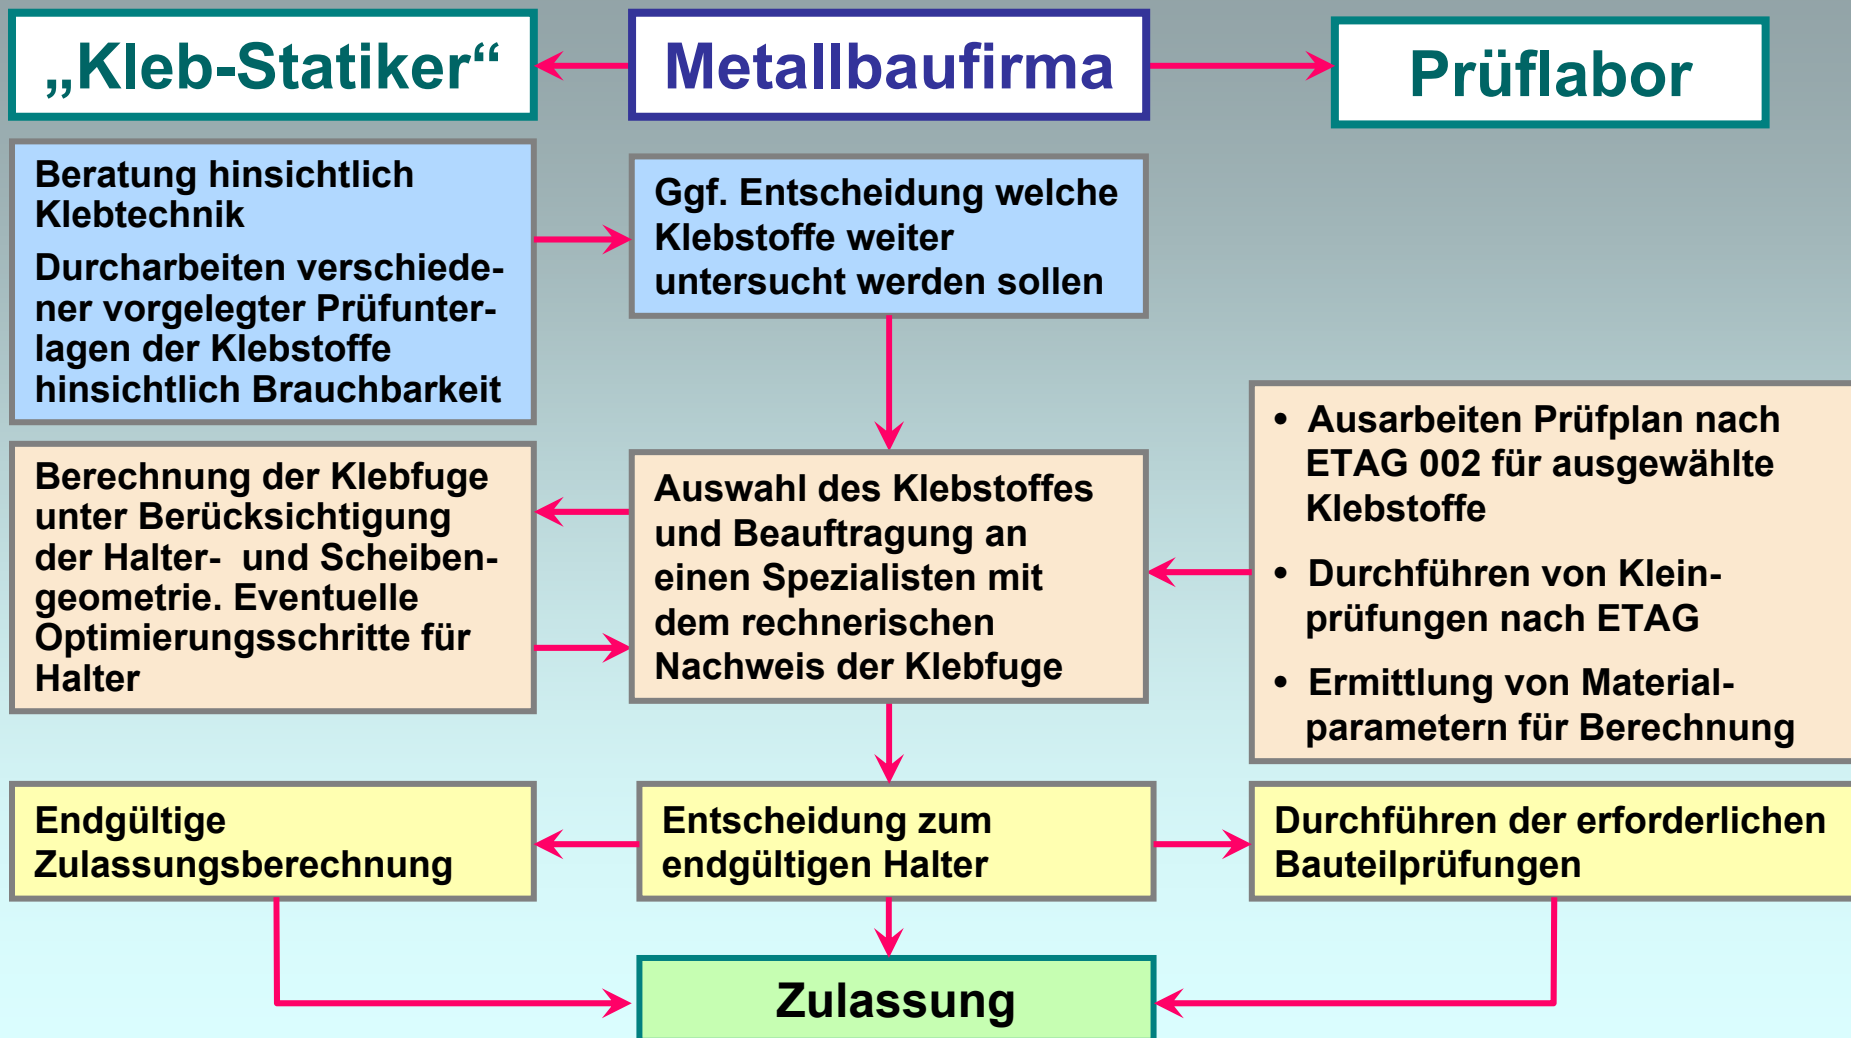 „Kleb-Statiker“
Metallbaufirma
Prüflabor
Beratung hinsichtlich
Klebtechnik
Durcharbeiten verschiede-
ner vorgelegter Prüfunter-
lagen der Klebstoffe
hinsichtlich Brauchbarkeit
Ggf. Entscheidung welche
Klebstoffe weiter
untersucht werden sollen
Berechnung der Klebfuge
unter Berücksichtigung
der Halter- und Scheiben-
geometrie. Eventuelle
Optimierungsschritte für
Halter
Auswahl des Klebstoffes
und Beauftragung an
einen Spezialisten mit
dem rechnerischen
Nachweis der Klebfuge
• Ausarbeiten Prüfplan nach
ETAG 002 für ausgewählte
Klebstoffe
• Durchführen von Klein-
prüfungen nach ETAG
• Ermittlung von Material-
parametern für Berechnung
Endgültige
Zulassungsberechnung
Entscheidung zum
endgültigen Halter
Durchführen der erforderlichen
Bauteilprüfungen
Zulassung